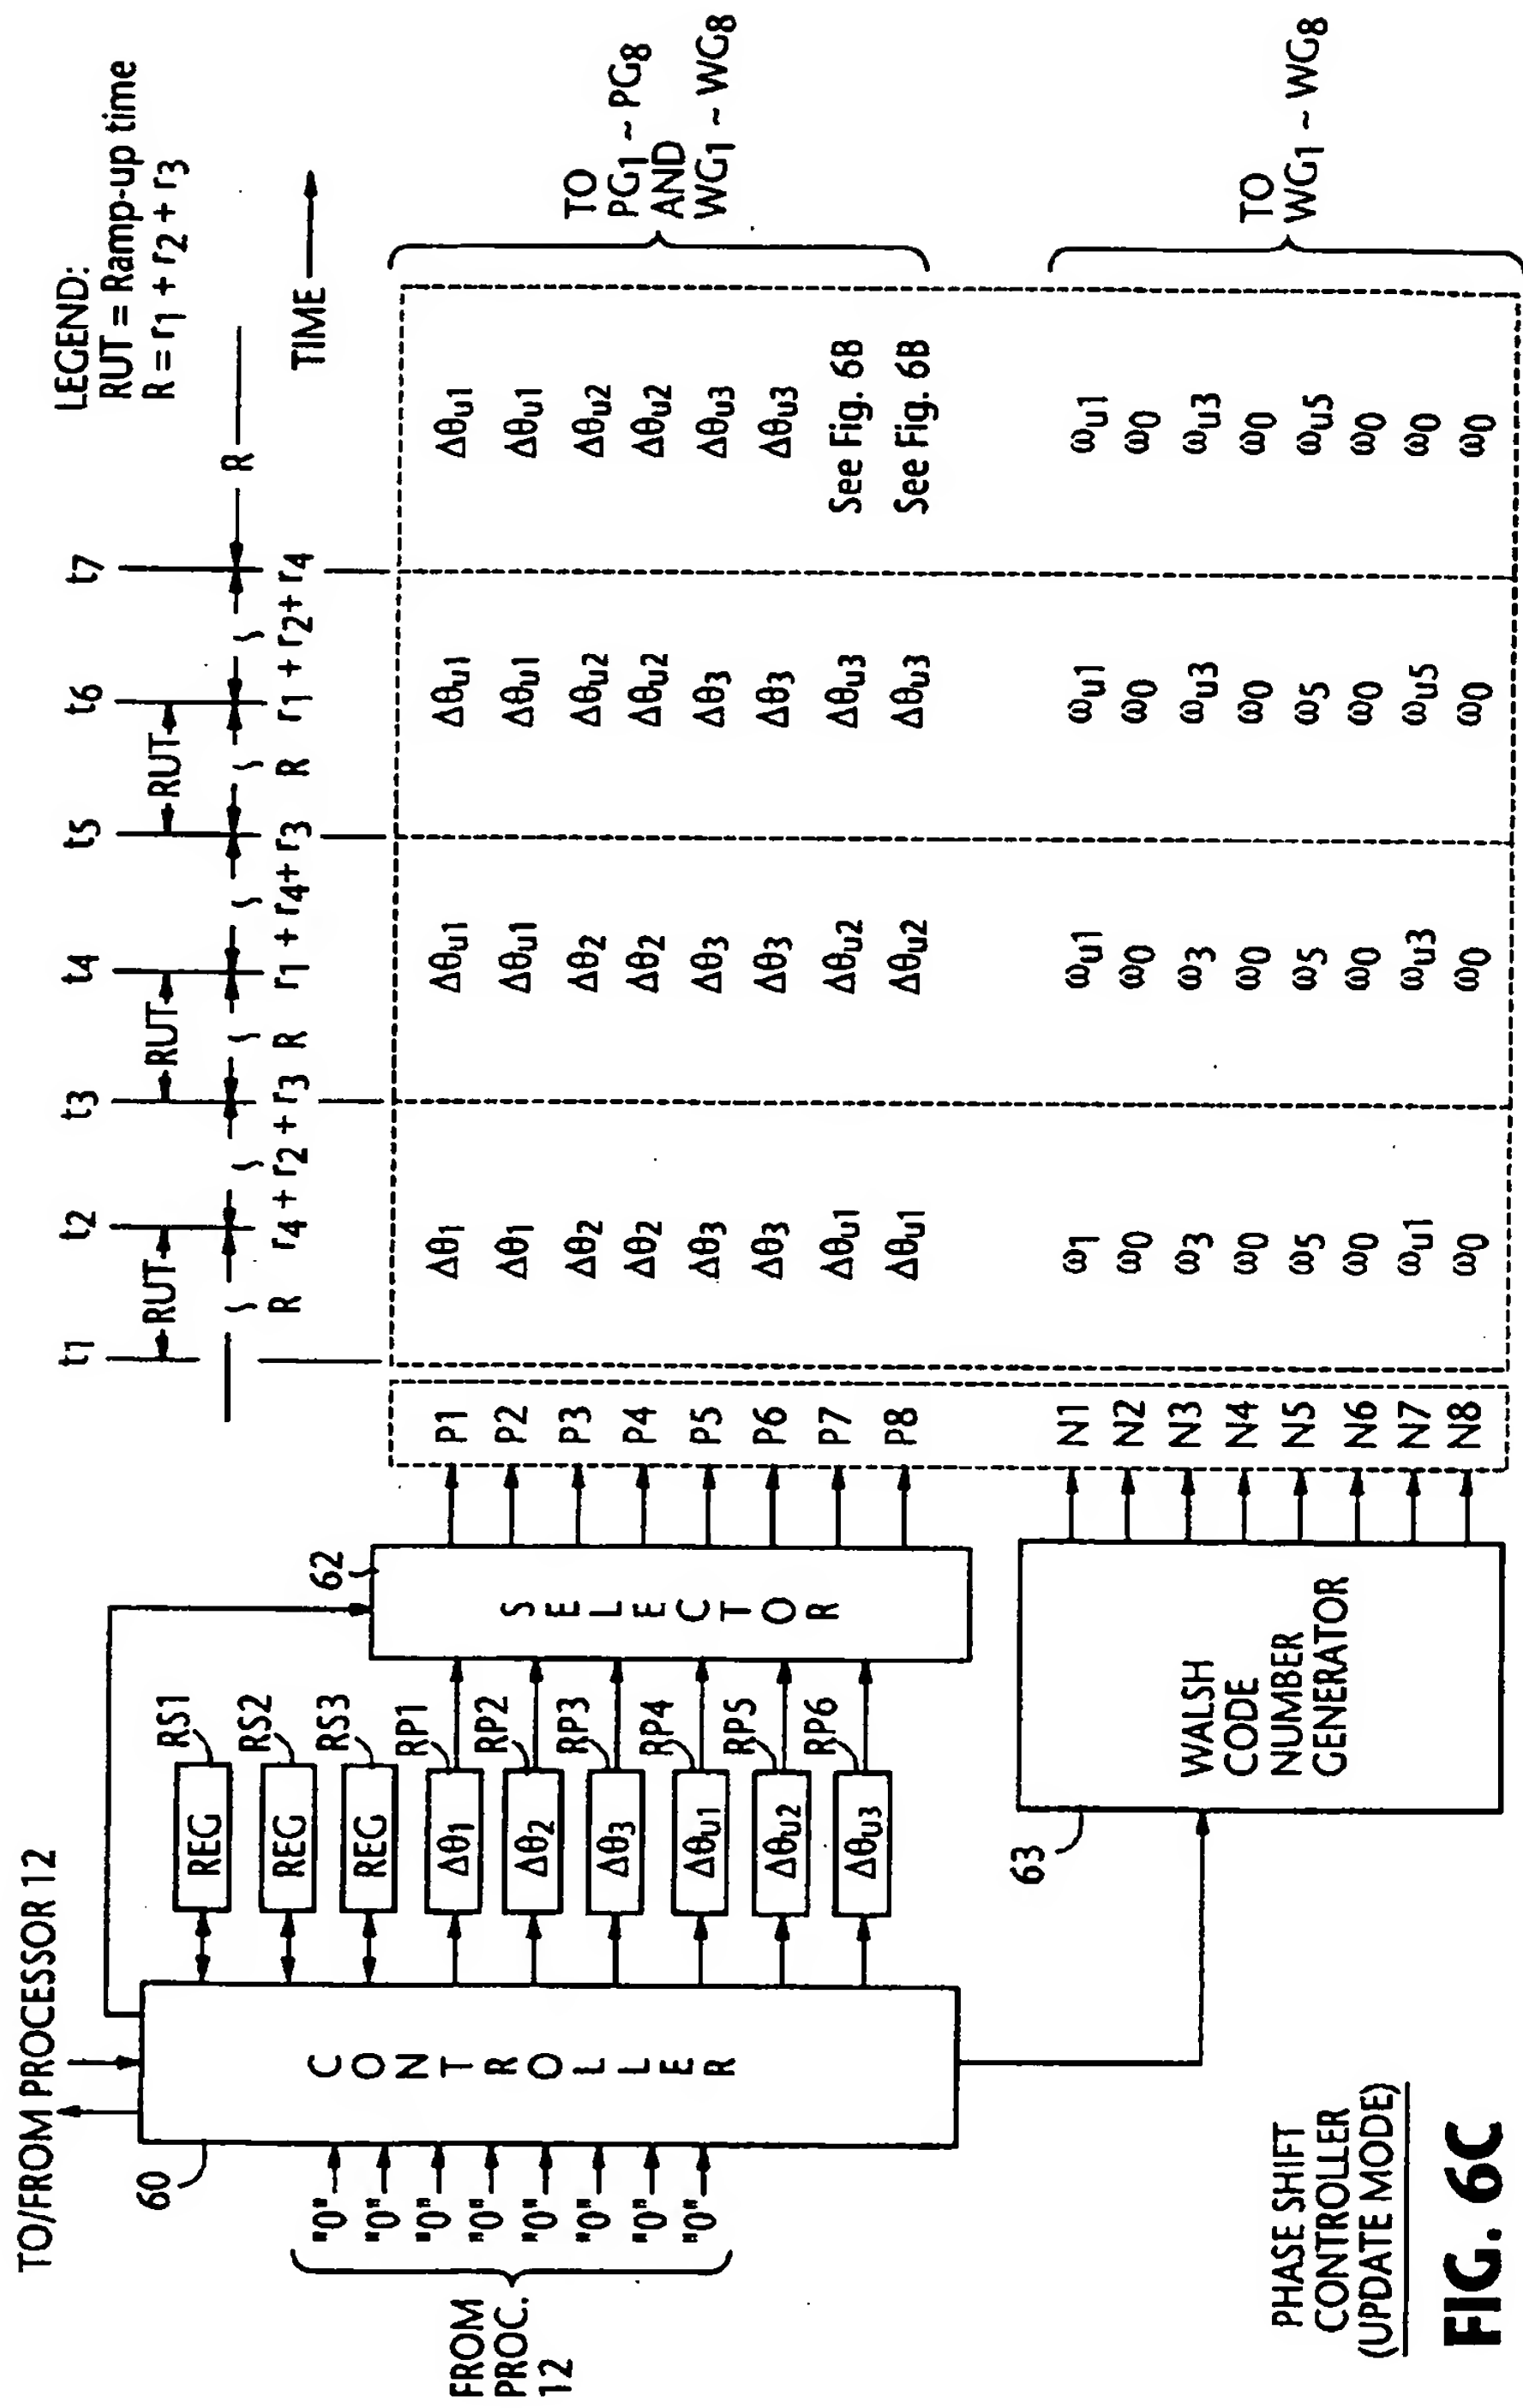 TO/FROM PROCESSOR 12
FROM
PROC.
12
"0"
"0"
"0"
"0"
"0"
"0"
"0"
"0"
60
CONTROLLER
REG
RS1
REG
RS2
REG
RS3
Δθ1
RP1
Δθ2
RP2
Δθ3
RP3
Δθu1
RP4
Δθu2
RP5
Δθu3
RP6
62
SELECTOR
63
WALSH
CODE
NUMBER
GENERATOR
LEGEND:
RUT = Ramp-up time
R = r1 + r2 + r3
t1 t2 t3 t4 t5 t6 t7
RUT RUT RUT
R r4 + r2 + r3 R r1 + r4 + r3 R r1 + r2 + r4 R
TIME
P1 Δθ1 Δθu1 Δθu1 Δθu1
P2 Δθ1 Δθu1 Δθu1 Δθu1
P3 Δθ2 Δθ2 Δθu2 Δθu2
P4 Δθ2 Δθ2 Δθu2 Δθu2
P5 Δθ3 Δθ3 Δθ3 Δθu3
P6 Δθ3 Δθ3 Δθ3 Δθu3
P7 Δθu1 Δθu2 Δθu3 See Fig. 6B
P8 Δθu1 Δθu2 Δθu3 See Fig. 6B
TO
PG1 ~ PG8
AND
WG1 ~ WG8
N1 ω1 ωu1 ωu1 ωu1
N2 ω0 ω0 ω0 ω0
N3 ω3 ω3 ωu3 ωu3
N4 ω0 ω0 ω0 ω0
N5 ω5 ω5 ω5 ωu5
N6 ω0 ω0 ω0 ω0
N7 ωu1 ωu3 ωu5 ω0
N8 ω0 ω0 ω0 ω0
TO
WG1 ~ WG8
PHASE SHIFT
CONTROLLER
(UPDATE MODE)
FIG. 6C